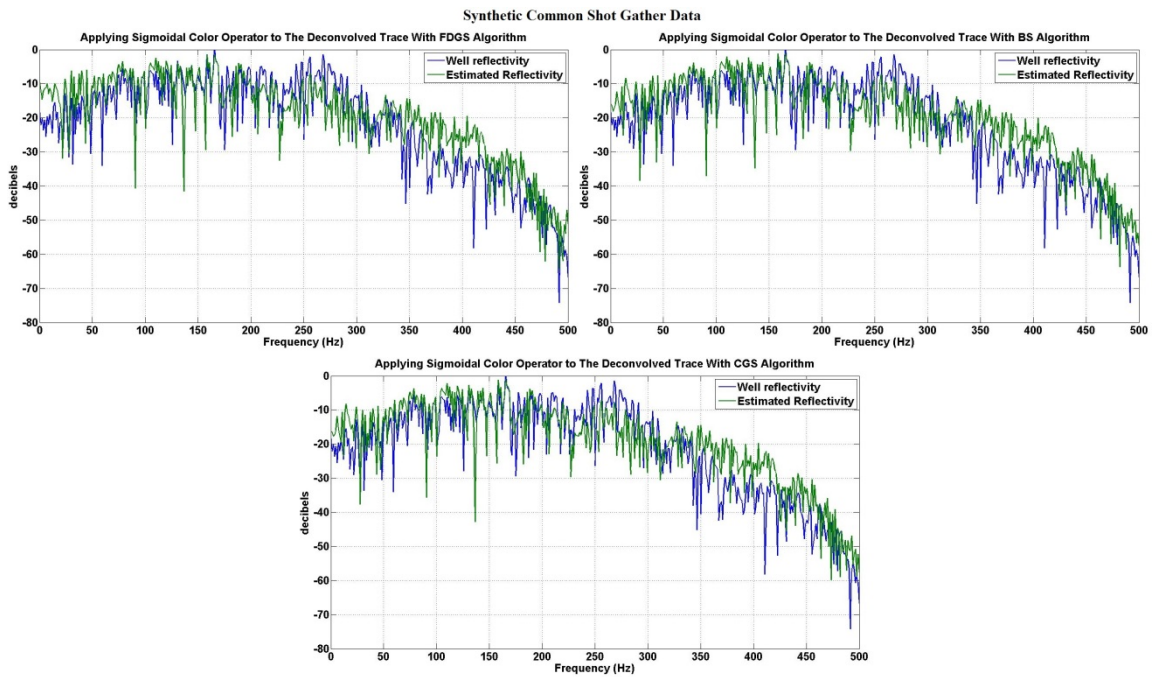 Synthetic Common Shot Gather Data
Applying Sigmoidal Color Operator to The Deconvolved Trace With FDGS Algorithm
Well reflectivity
Estimated Reflectivity
decibels
0
-10
-20
-30
-40
-50
-60
-70
-80
0 50 100 150 200 250 300 350 400 450 500
Frequency (Hz)
Applying Sigmoidal Color Operator to The Deconvolved Trace With BS Algorithm
Well reflectivity
Estimated Reflectivity
decibels
0
-10
-20
-30
-40
-50
-60
-70
-80
0 50 100 150 200 250 300 350 400 450 500
Frequency (Hz)
Applying Sigmoidal Color Operator to The Deconvolved Trace With CGS Algorithm
Well reflectivity
Estimated Reflectivity
decibels
0
-10
-20
-30
-40
-50
-60
-70
-80
0 50 100 150 200 250 300 350 400 450 500
Frequency (Hz)